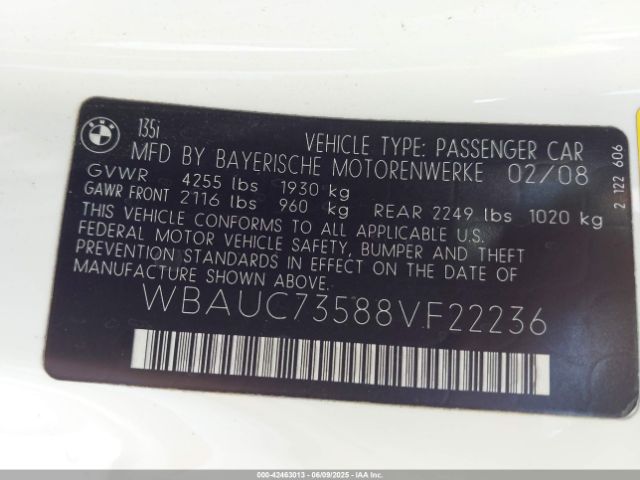 BMW
135i
VEHICLE TYPE: PASSENGER CAR
MFD BY BAYERISCHE MOTORENWERKE 02/08
GVWR 4255 lbs 1930 kg
GAWR FRONT 2116 lbs 960 kg REAR 2249 lbs 1020 kg
THIS VEHICLE CONFORMS TO ALL APPLICABLE U.S.
FEDERAL MOTOR VEHICLE SAFETY, BUMPER AND THEFT
PREVENTION STANDARDS IN EFFECT ON THE DATE OF
MANUFACTURE SHOWN ABOVE.
WBAUC73588VF22236
2 122 606
000-42463013 - 06/09/2025 - IAAI.COM